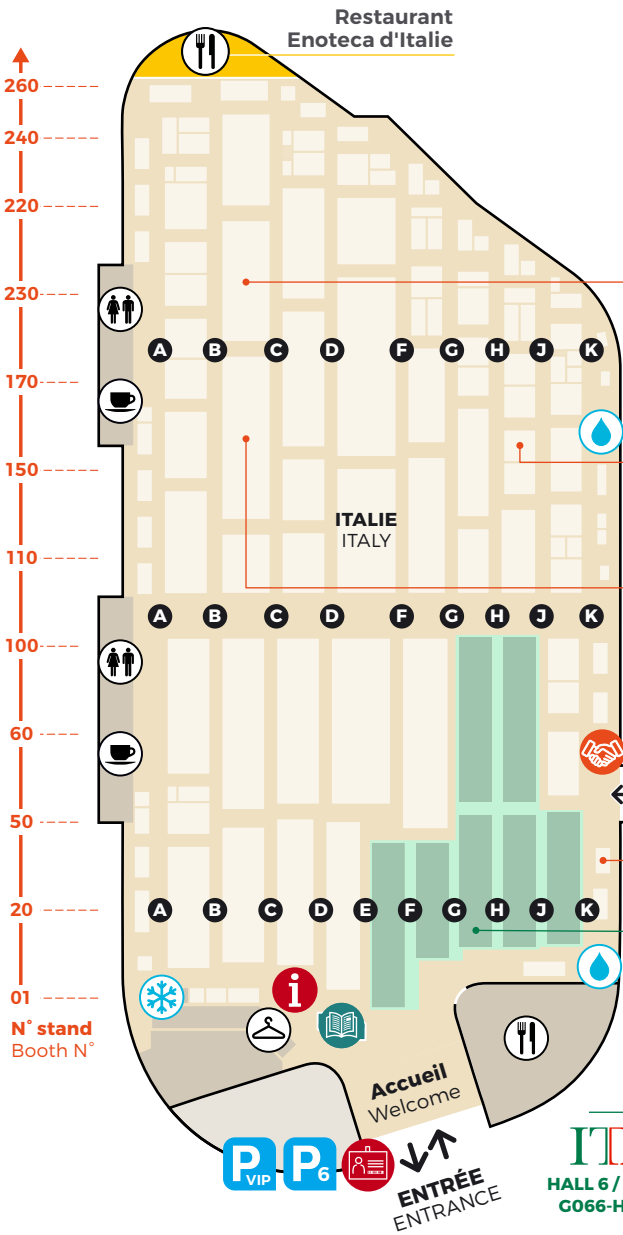 Restaurant
Enoteca d'Italie
260
240
220
230
A B C D F G H J K
170
150
ITALIE
ITALY
110
A B C D F G H J K
100
60
50
20
A B C D E F G H J K
01
i
N° stand
Booth N°
Accueil
Welcome
P VIP
P 6
ENTRÉE
ENTRANCE
IT
HALL 6 /
G066-H